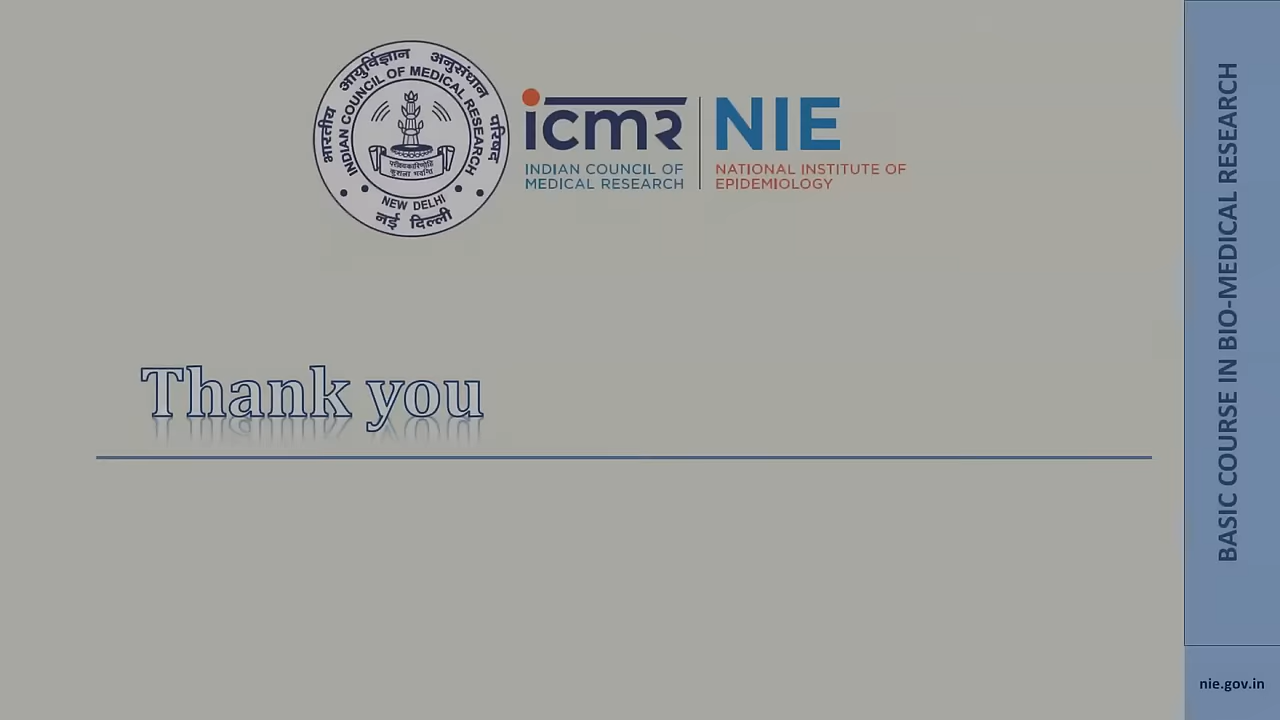 भारतीय आयुर्विज्ञान अनुसंधान परिषद
INDIAN COUNCIL OF MEDICAL RESEARCH
NEW DELHI
नई दिल्ली
icmr
INDIAN COUNCIL OF
MEDICAL RESEARCH
NIE
NATIONAL INSTITUTE OF
EPIDEMIOLOGY
Thank you
BASIC COURSE IN BIO-MEDICAL RESEARCH
nie.gov.in